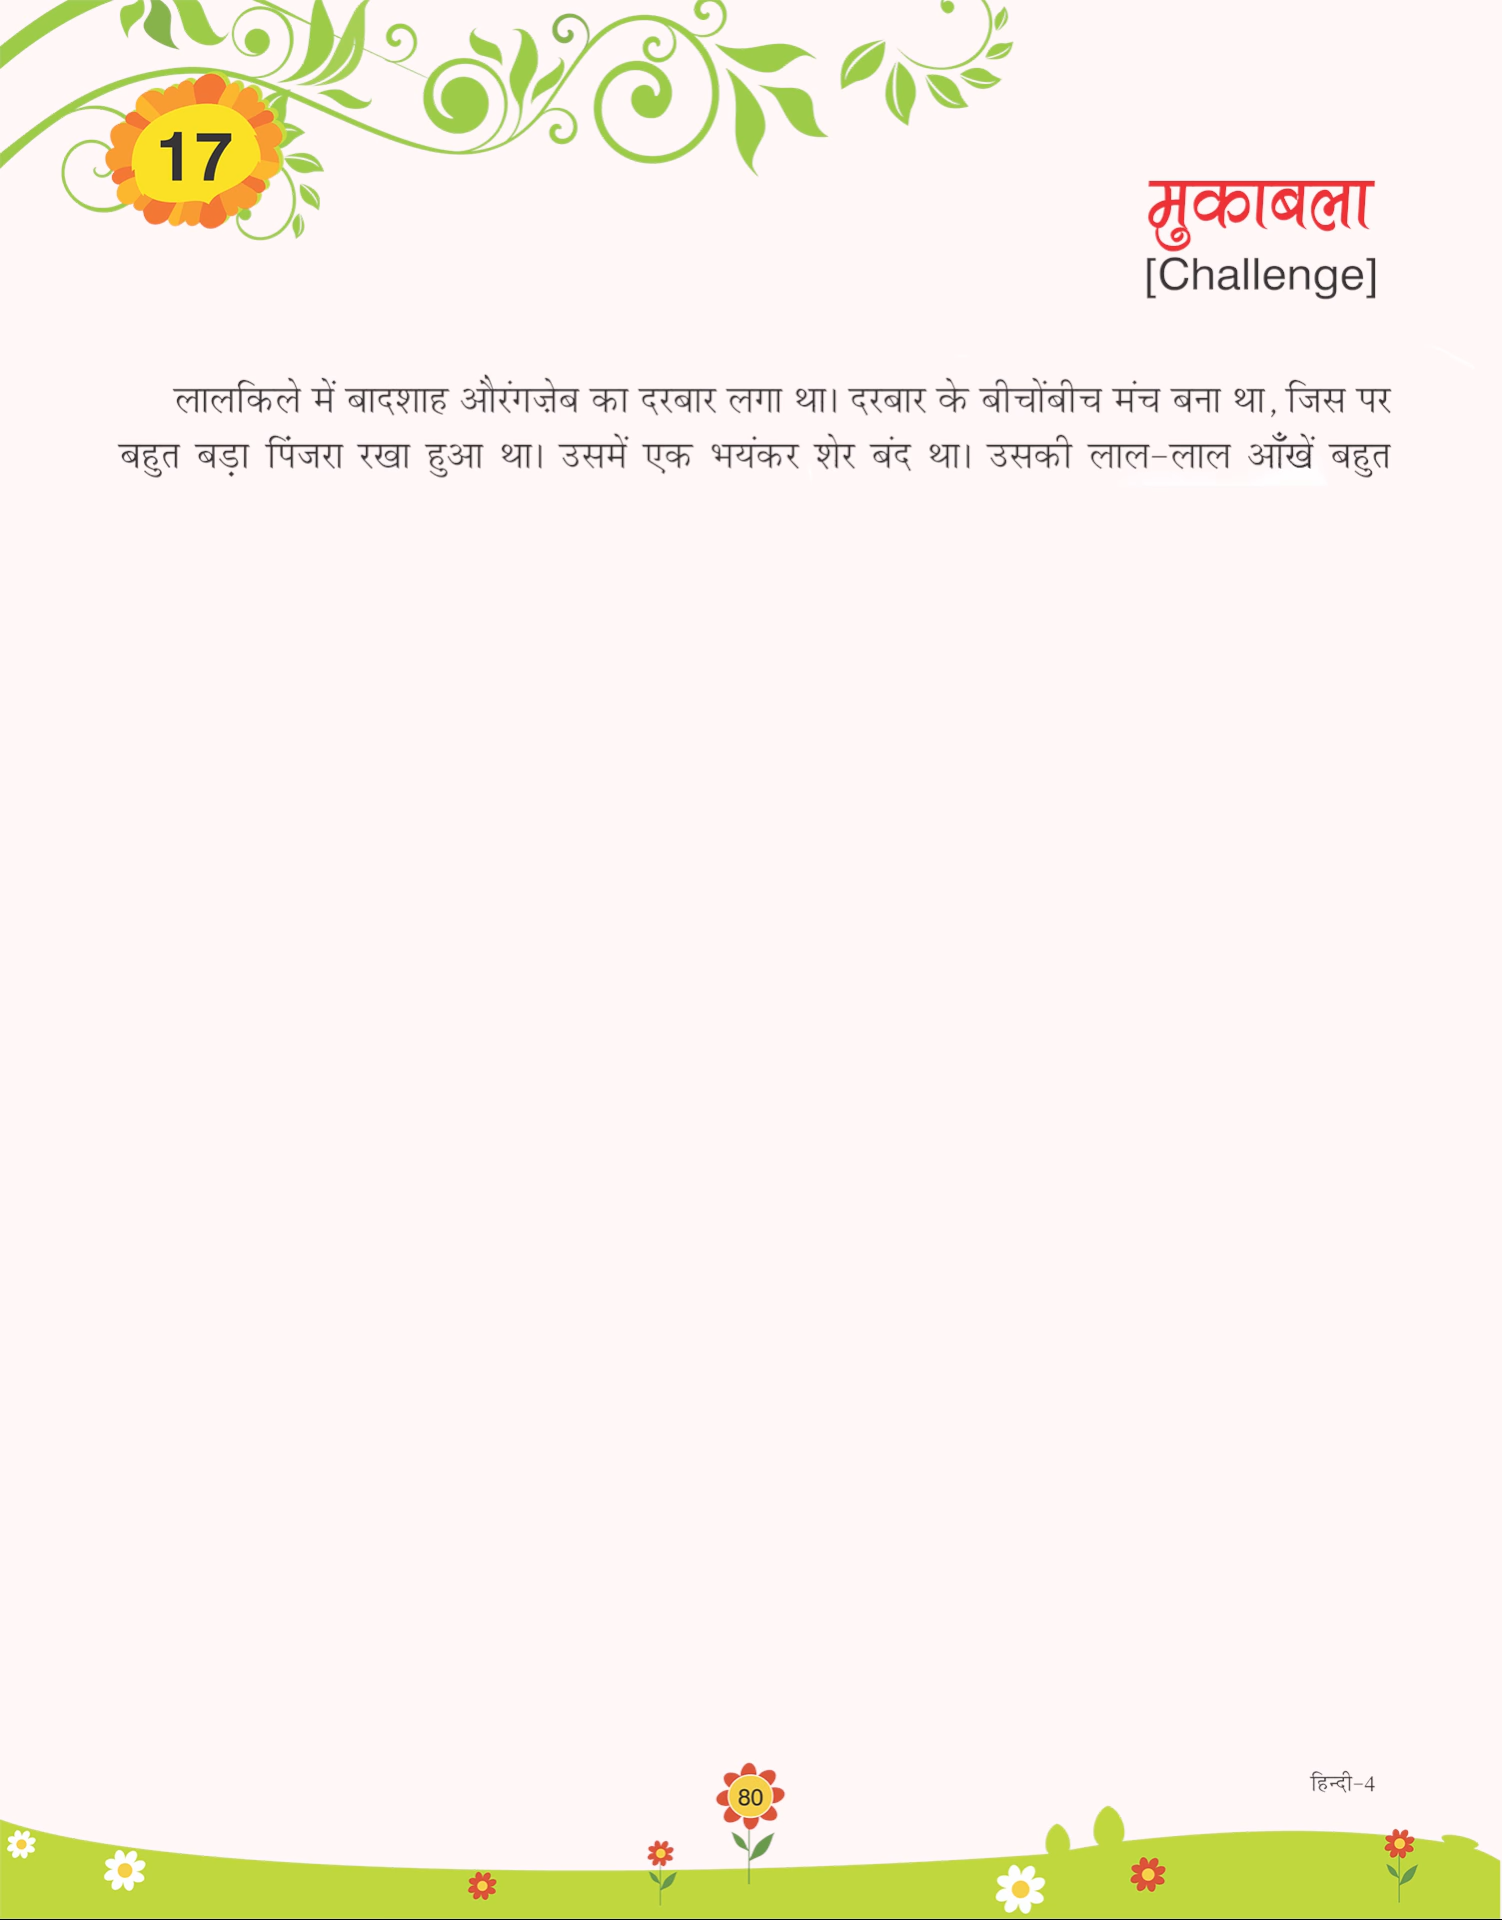 17
मुकाबला
[Challenge]
लालकिले में बादशाह औरंगज़ेब का दरबार लगा था। दरबार के बीचोंबीच मंच बना था, जिस पर
बहुत बड़ा पिंजरा रखा हुआ था। उसमें एक भयंकर शेर बंद था। उसकी लाल-लाल आँखें बहुत
80
हिन्दी-4